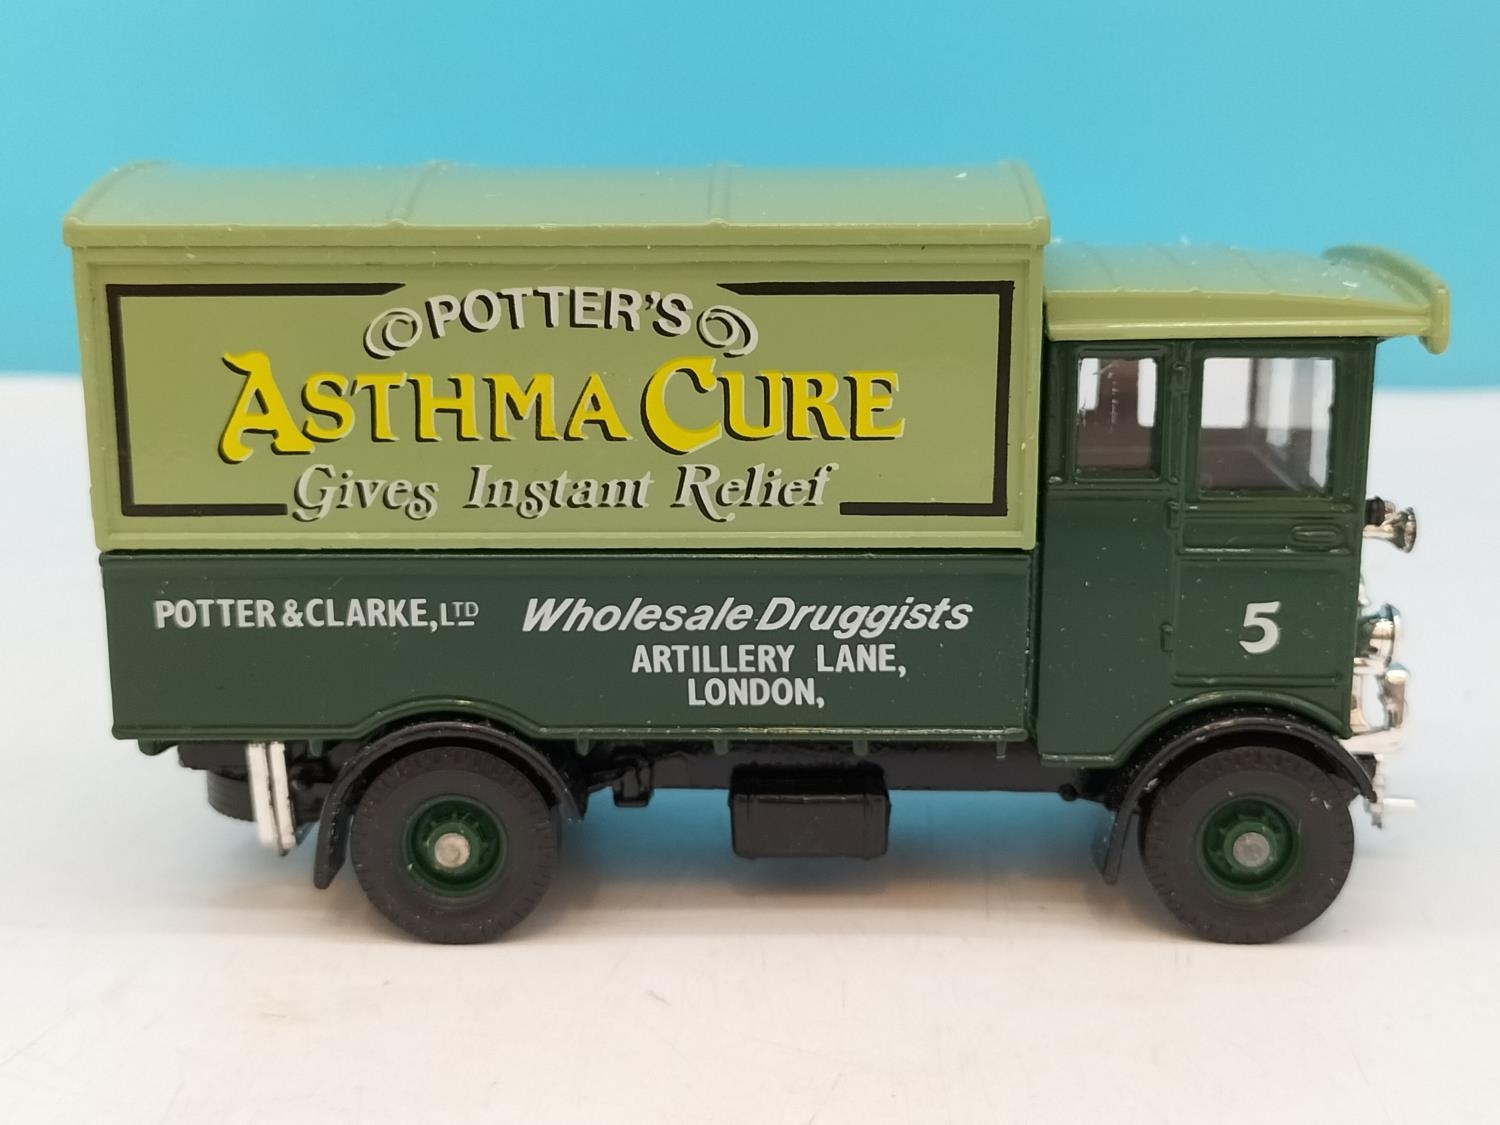 POTTER'S
ASTHMA CURE
Gives Instant Relief
POTTER & CLARKE, LTD Wholesale Druggists
ARTILLERY LANE,
LONDON,
5